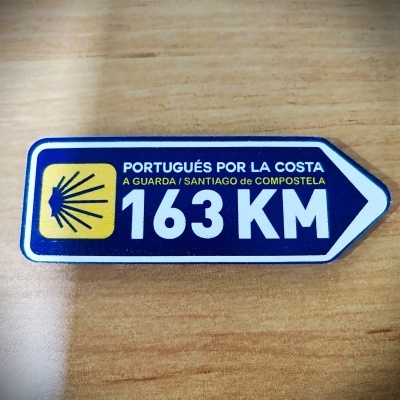 PORTUGUÉS POR LA COSTA
A GUARDA / SANTIAGO de COMPOSTELA
163 KM